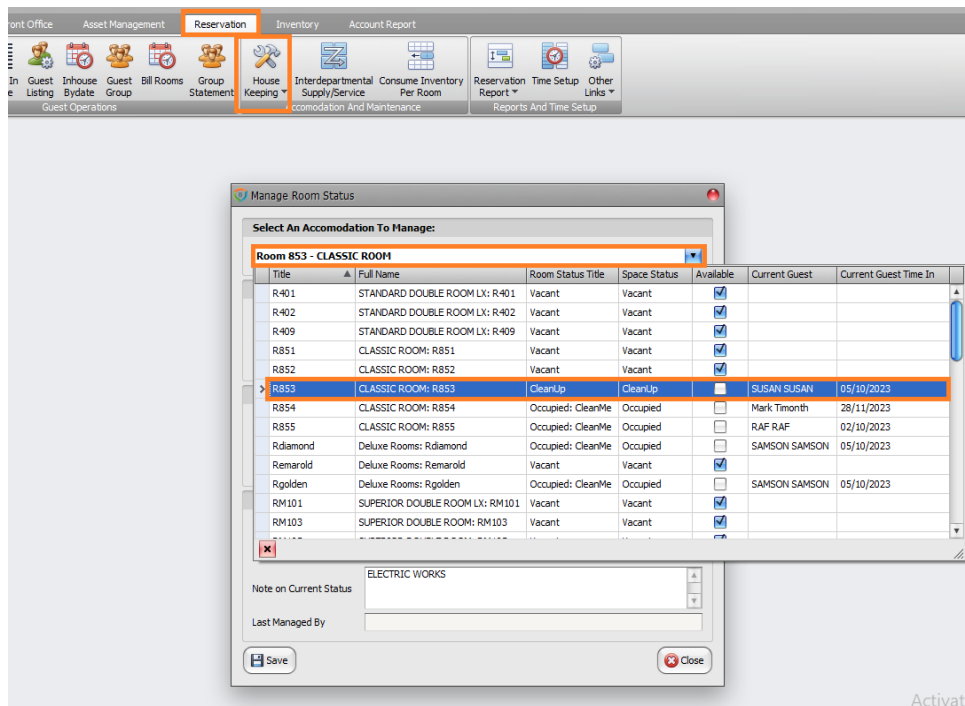 ront Office Asset Management Reservation Inventory Account Report
In Guest Inhouse Guest Bill Rooms Group House Interdepartmental Consume Inventory Reservation Time Setup Other
e Listing Bydate Group Statement Keeping Supply/Service Per Room Report Links
Guest Operations Accomodation And Maintenance Reports And Time Setup
Manage Room Status
Select An Accomodation To Manage:
Room 853 - CLASSIC ROOM
Title Full Name Room Status Title Space Status Available Current Guest Current Guest Time In
R401 STANDARD DOUBLE ROOM LX: R401 Vacant Vacant
R402 STANDARD DOUBLE ROOM LX: R402 Vacant Vacant
R409 STANDARD DOUBLE ROOM LX: R409 Vacant Vacant
R851 CLASSIC ROOM: R851 Vacant Vacant
R852 CLASSIC ROOM: R852 Vacant Vacant
R853 CLASSIC ROOM: R853 CleanUp CleanUp SUSAN SUSAN 05/10/2023
R854 CLASSIC ROOM: R854 Occupied: CleanMe Occupied Mark Timonth 28/11/2023
R855 CLASSIC ROOM: R855 Occupied: CleanMe Occupied RAF RAF 02/10/2023
Rdiamond Deluxe Rooms: Rdiamond Occupied: CleanMe Occupied SAMSON SAMSON 05/10/2023
Remarold Deluxe Rooms: Remarold Vacant Vacant
Rgolden Deluxe Rooms: Rgolden Occupied: CleanMe Occupied SAMSON SAMSON 05/10/2023
RM101 SUPERIOR DOUBLE ROOM LX: RM101 Vacant Vacant
RM103 SUPERIOR DOUBLE ROOM: RM103 Vacant Vacant
Note on Current Status ELECTRIC WORKS
Last Managed By
Save Close
Activat